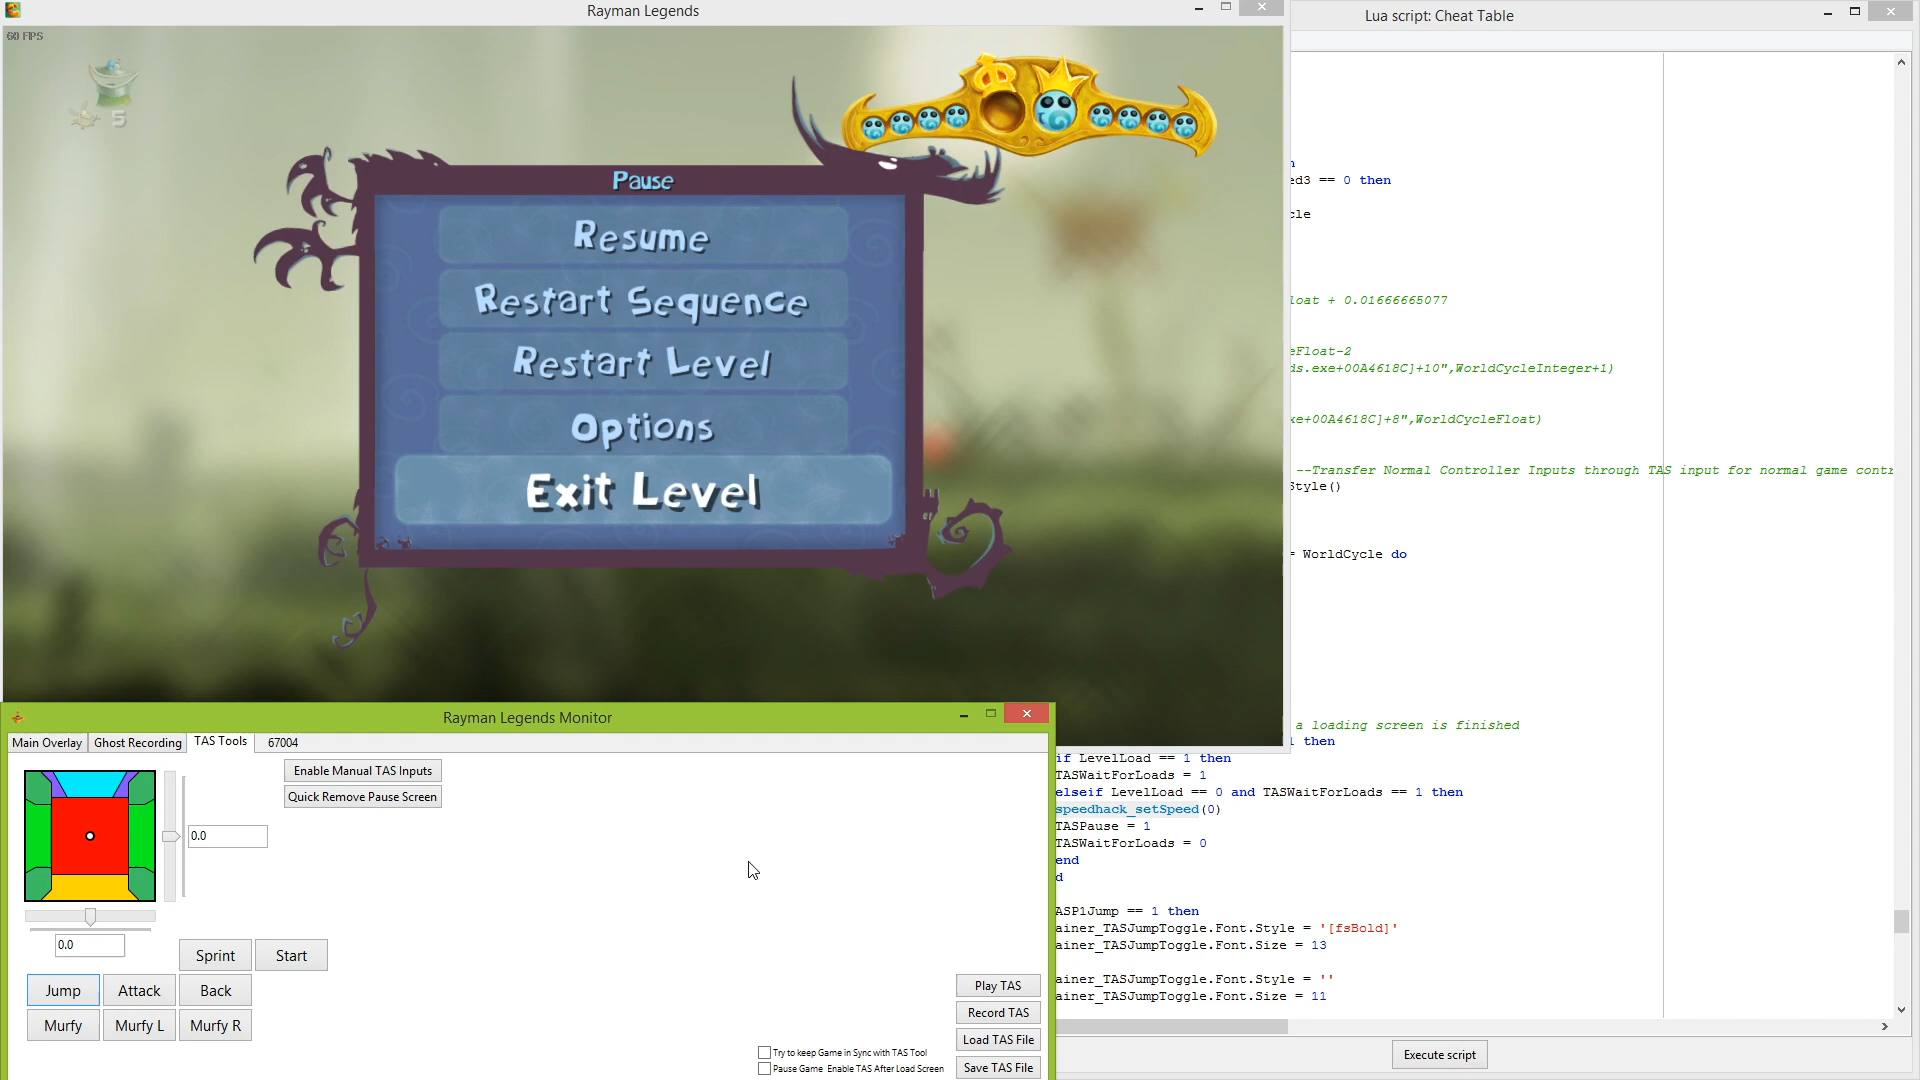 Rayman Legends
60 FPS
5
Pause
Resume
Restart Sequence
Restart Level
Options
Exit Level
Lua script: Cheat Table
ed3 == 0 then
cle
loat + 0.01666665077
eFloat-2
ds.exe+00A4618C]+10",WorldCycleInteger+1)
xe+00A4618C]+8",WorldCycleFloat)
--Transfer Normal Controller Inputs through TAS input for normal game contr
Style()
= WorldCycle do
a loading screen is finished
1 then
if LevelLoad == 1 then
TASWaitForLoads = 1
elseif LevelLoad == 0 and TASWaitForLoads == 1 then
speedhack_setSpeed(0)
TASPause = 1
TASWaitForLoads = 0
end
d
ASP1Jump == 1 then
ainer_TASJumpToggle.Font.Style = '[fsBold]'
ainer_TASJumpToggle.Font.Size = 13
ainer_TASJumpToggle.Font.Style = ''
ainer_TASJumpToggle.Font.Size = 11
Execute script
Rayman Legends Monitor
Main Overlay Ghost Recording TAS Tools 67004
Enable Manual TAS Inputs
Quick Remove Pause Screen
0.0
0.0
Sprint Start
Jump Attack Back
Murfy Murfy L Murfy R
Play TAS
Record TAS
Load TAS File
Save TAS File
Try to keep Game in Sync with TAS Tool
Pause Game Enable TAS After Load Screen